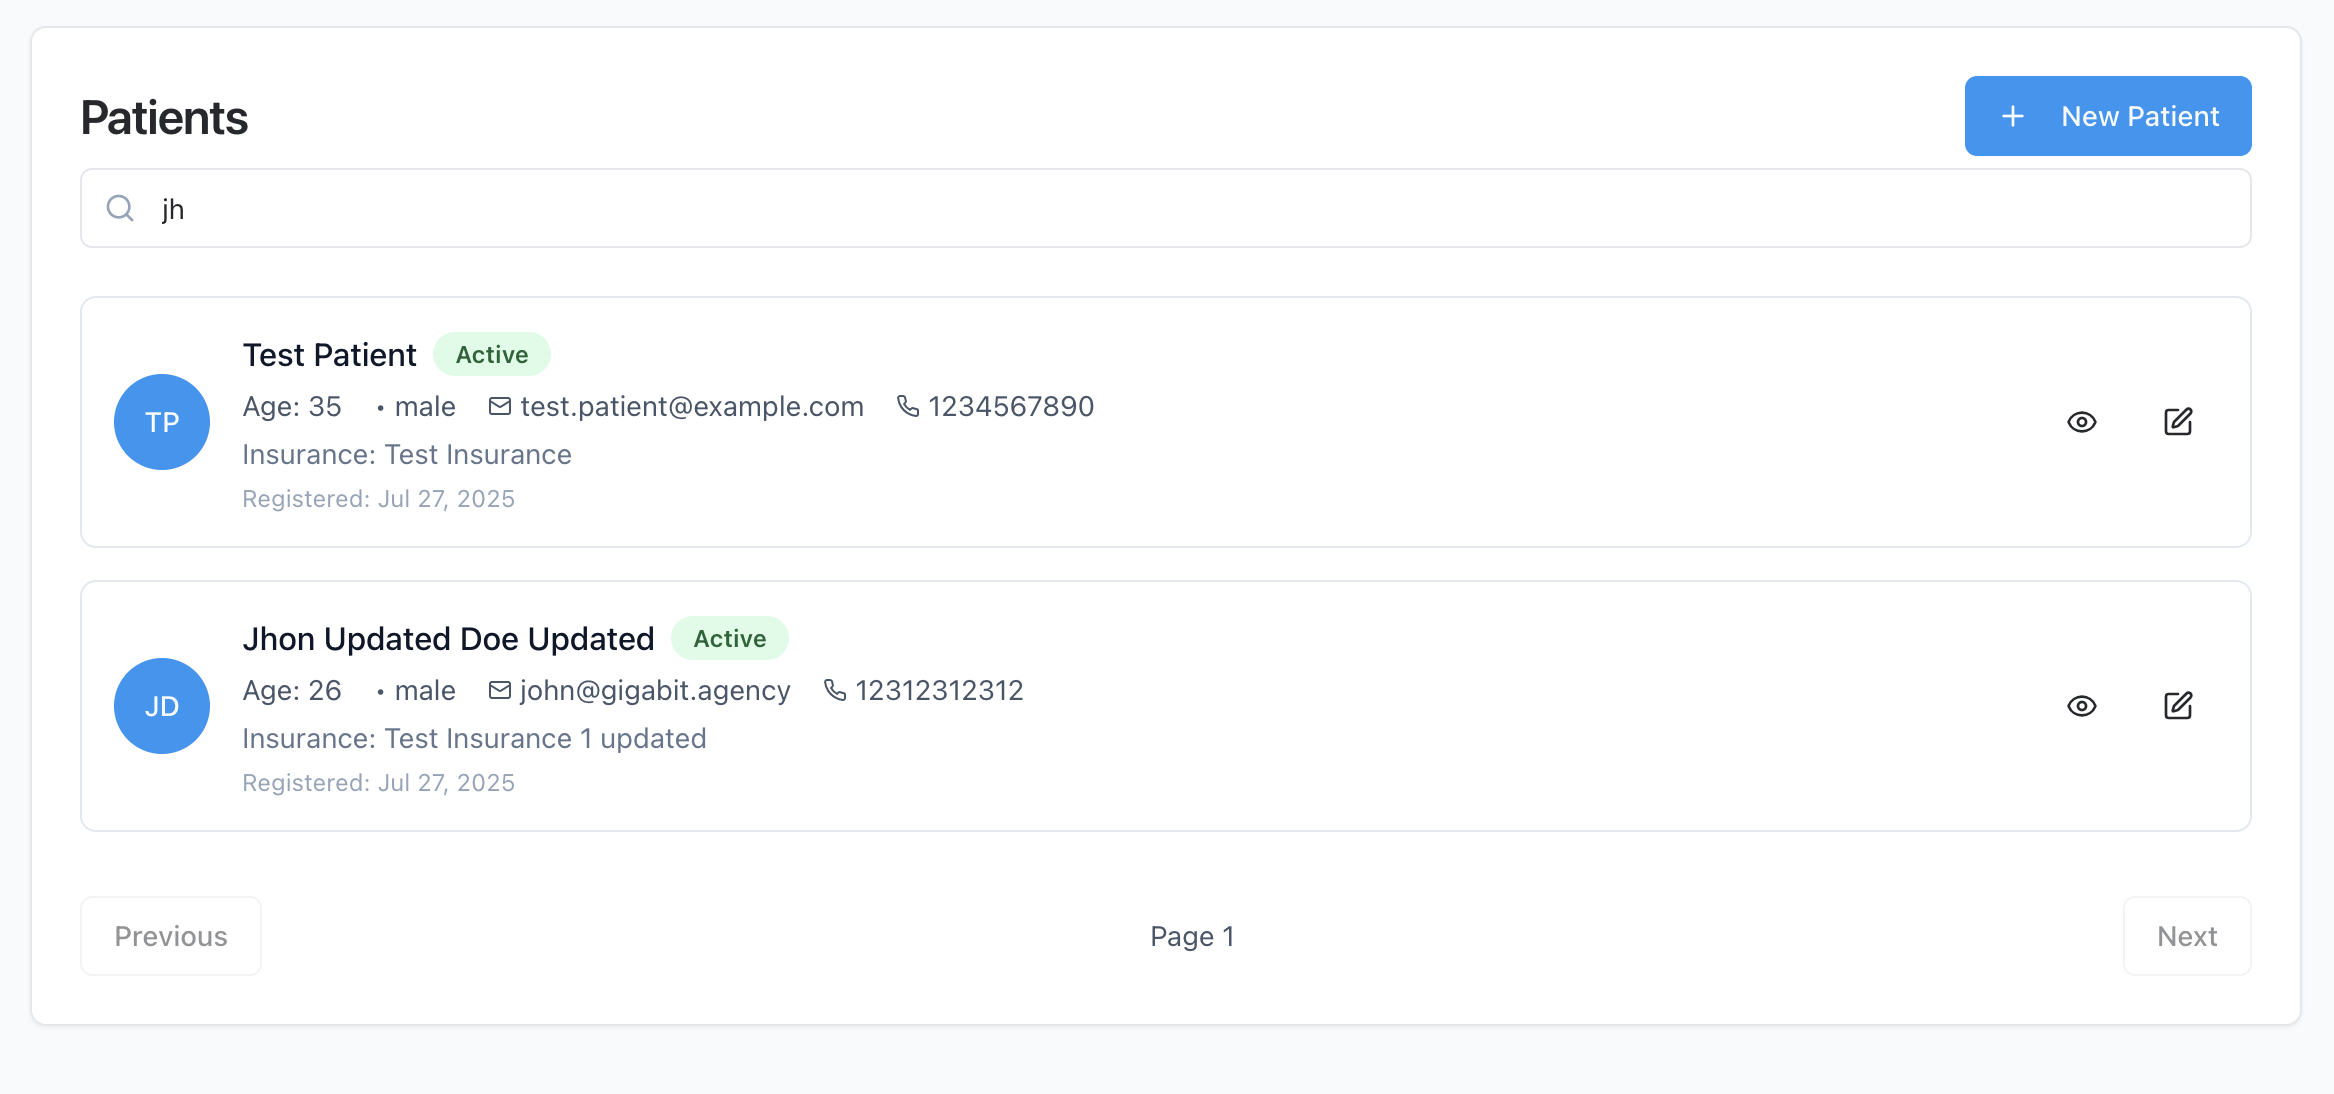 Patients
+ New Patient
jh
TP
Test Patient Active
Age: 35 • male test.patient@example.com 1234567890
Insurance: Test Insurance
Registered: Jul 27, 2025
JD
Jhon Updated Doe Updated Active
Age: 26 • male john@gigabit.agency 12312312312
Insurance: Test Insurance 1 updated
Registered: Jul 27, 2025
Previous Page 1 Next